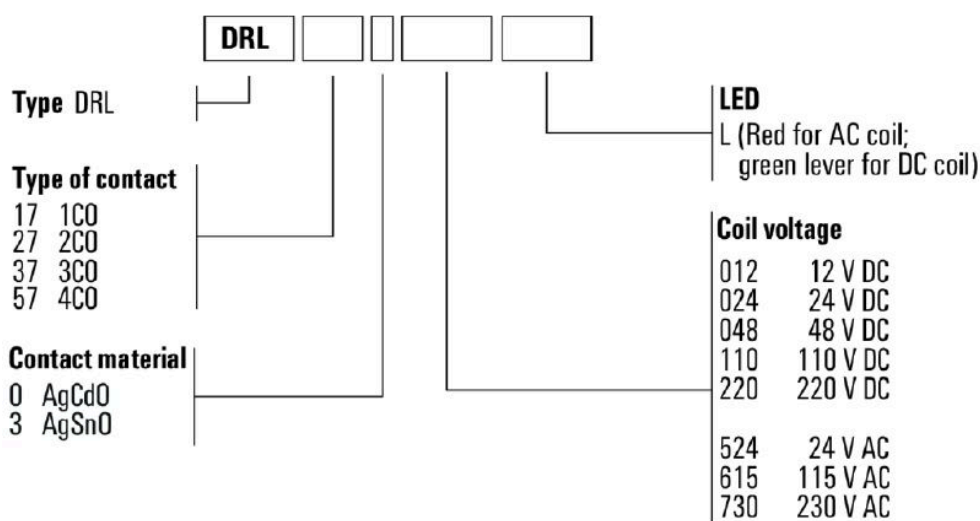 DRL
Type DRL
Type of contact
17 1CO
27 2CO
37 3CO
57 4CO
Contact material
0 AgCdO
3 AgSnO
LED
L (Red for AC coil;
green lever for DC coil)
Coil voltage
012 12 V DC
024 24 V DC
048 48 V DC
110 110 V DC
220 220 V DC
524 24 V AC
615 115 V AC
730 230 V AC